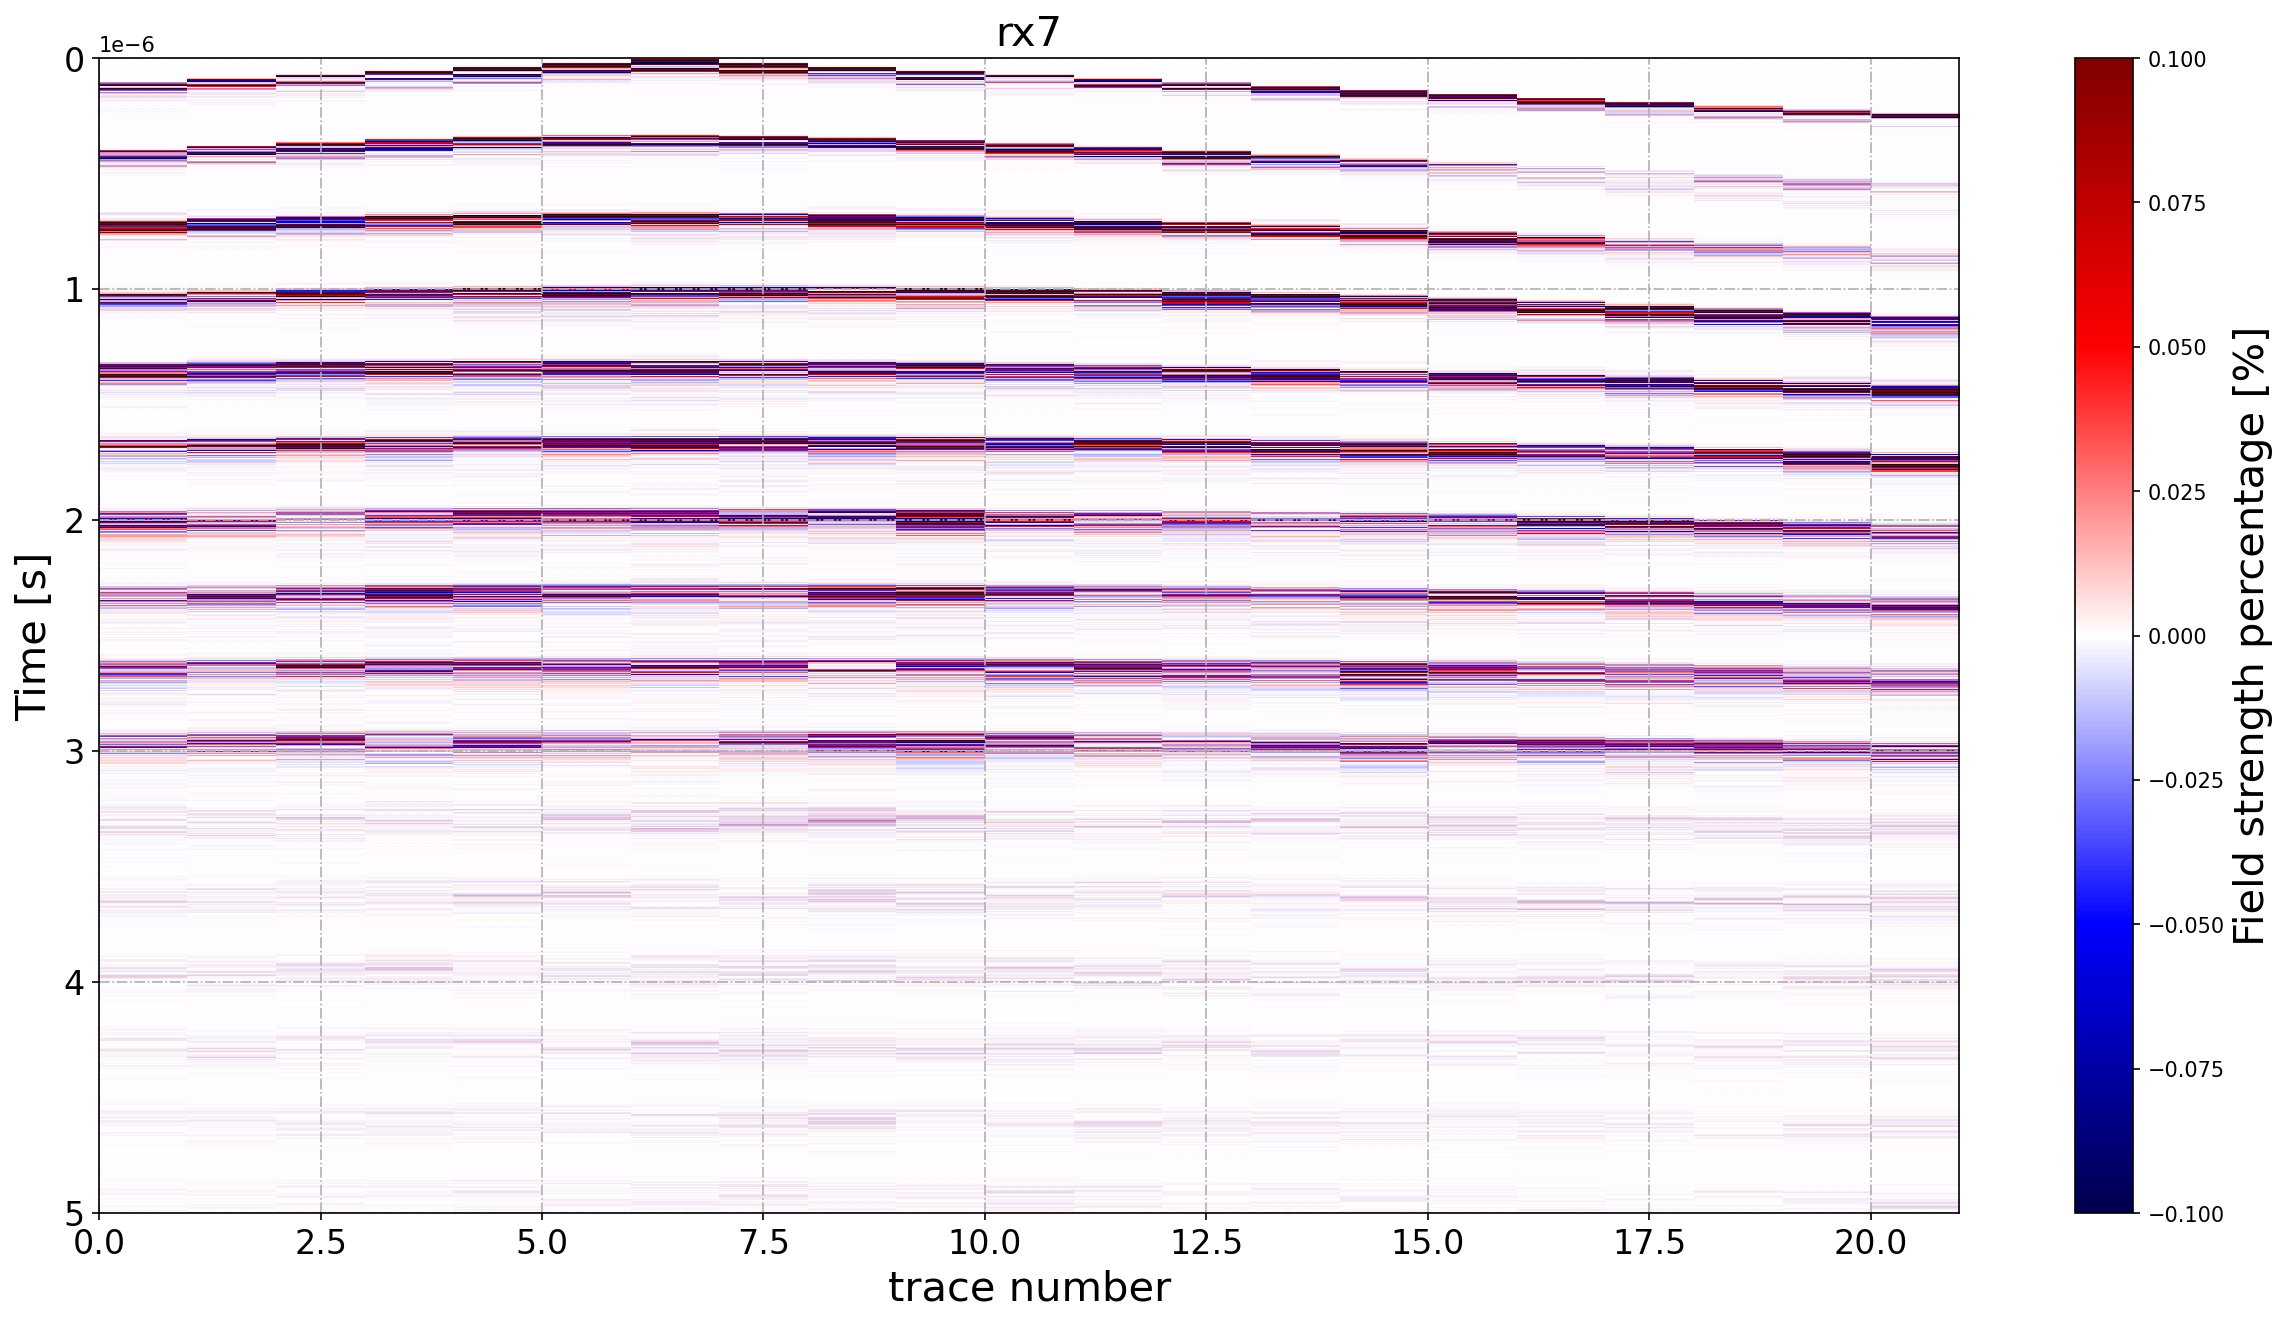 rx7
1e−6
0
1
2
3
4
5
Time [s]
0.0 2.5 5.0 7.5 10.0 12.5 15.0 17.5 20.0
trace number
0.100
0.075
0.050
0.025
0.000
−0.025
−0.050
−0.075
−0.100
Field strength percentage [%]